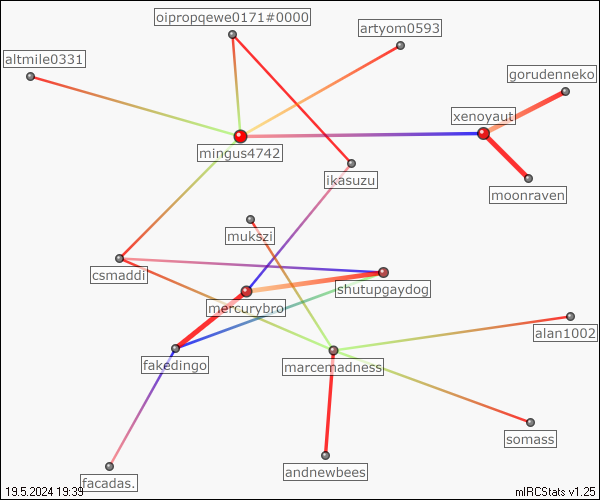 oipropqewe0171#0000
artyom0593
altmile0331
gorudenneko
xenoyaut
mingus4742
ikasuzu
moonraven
mukszi
csmaddi
shutupgaydog
mercurybro
alan1002
fakedingo
marcemadness
somass
andnewbees
facadas.
19.5.2024 19:39
mIRCStats v1.25